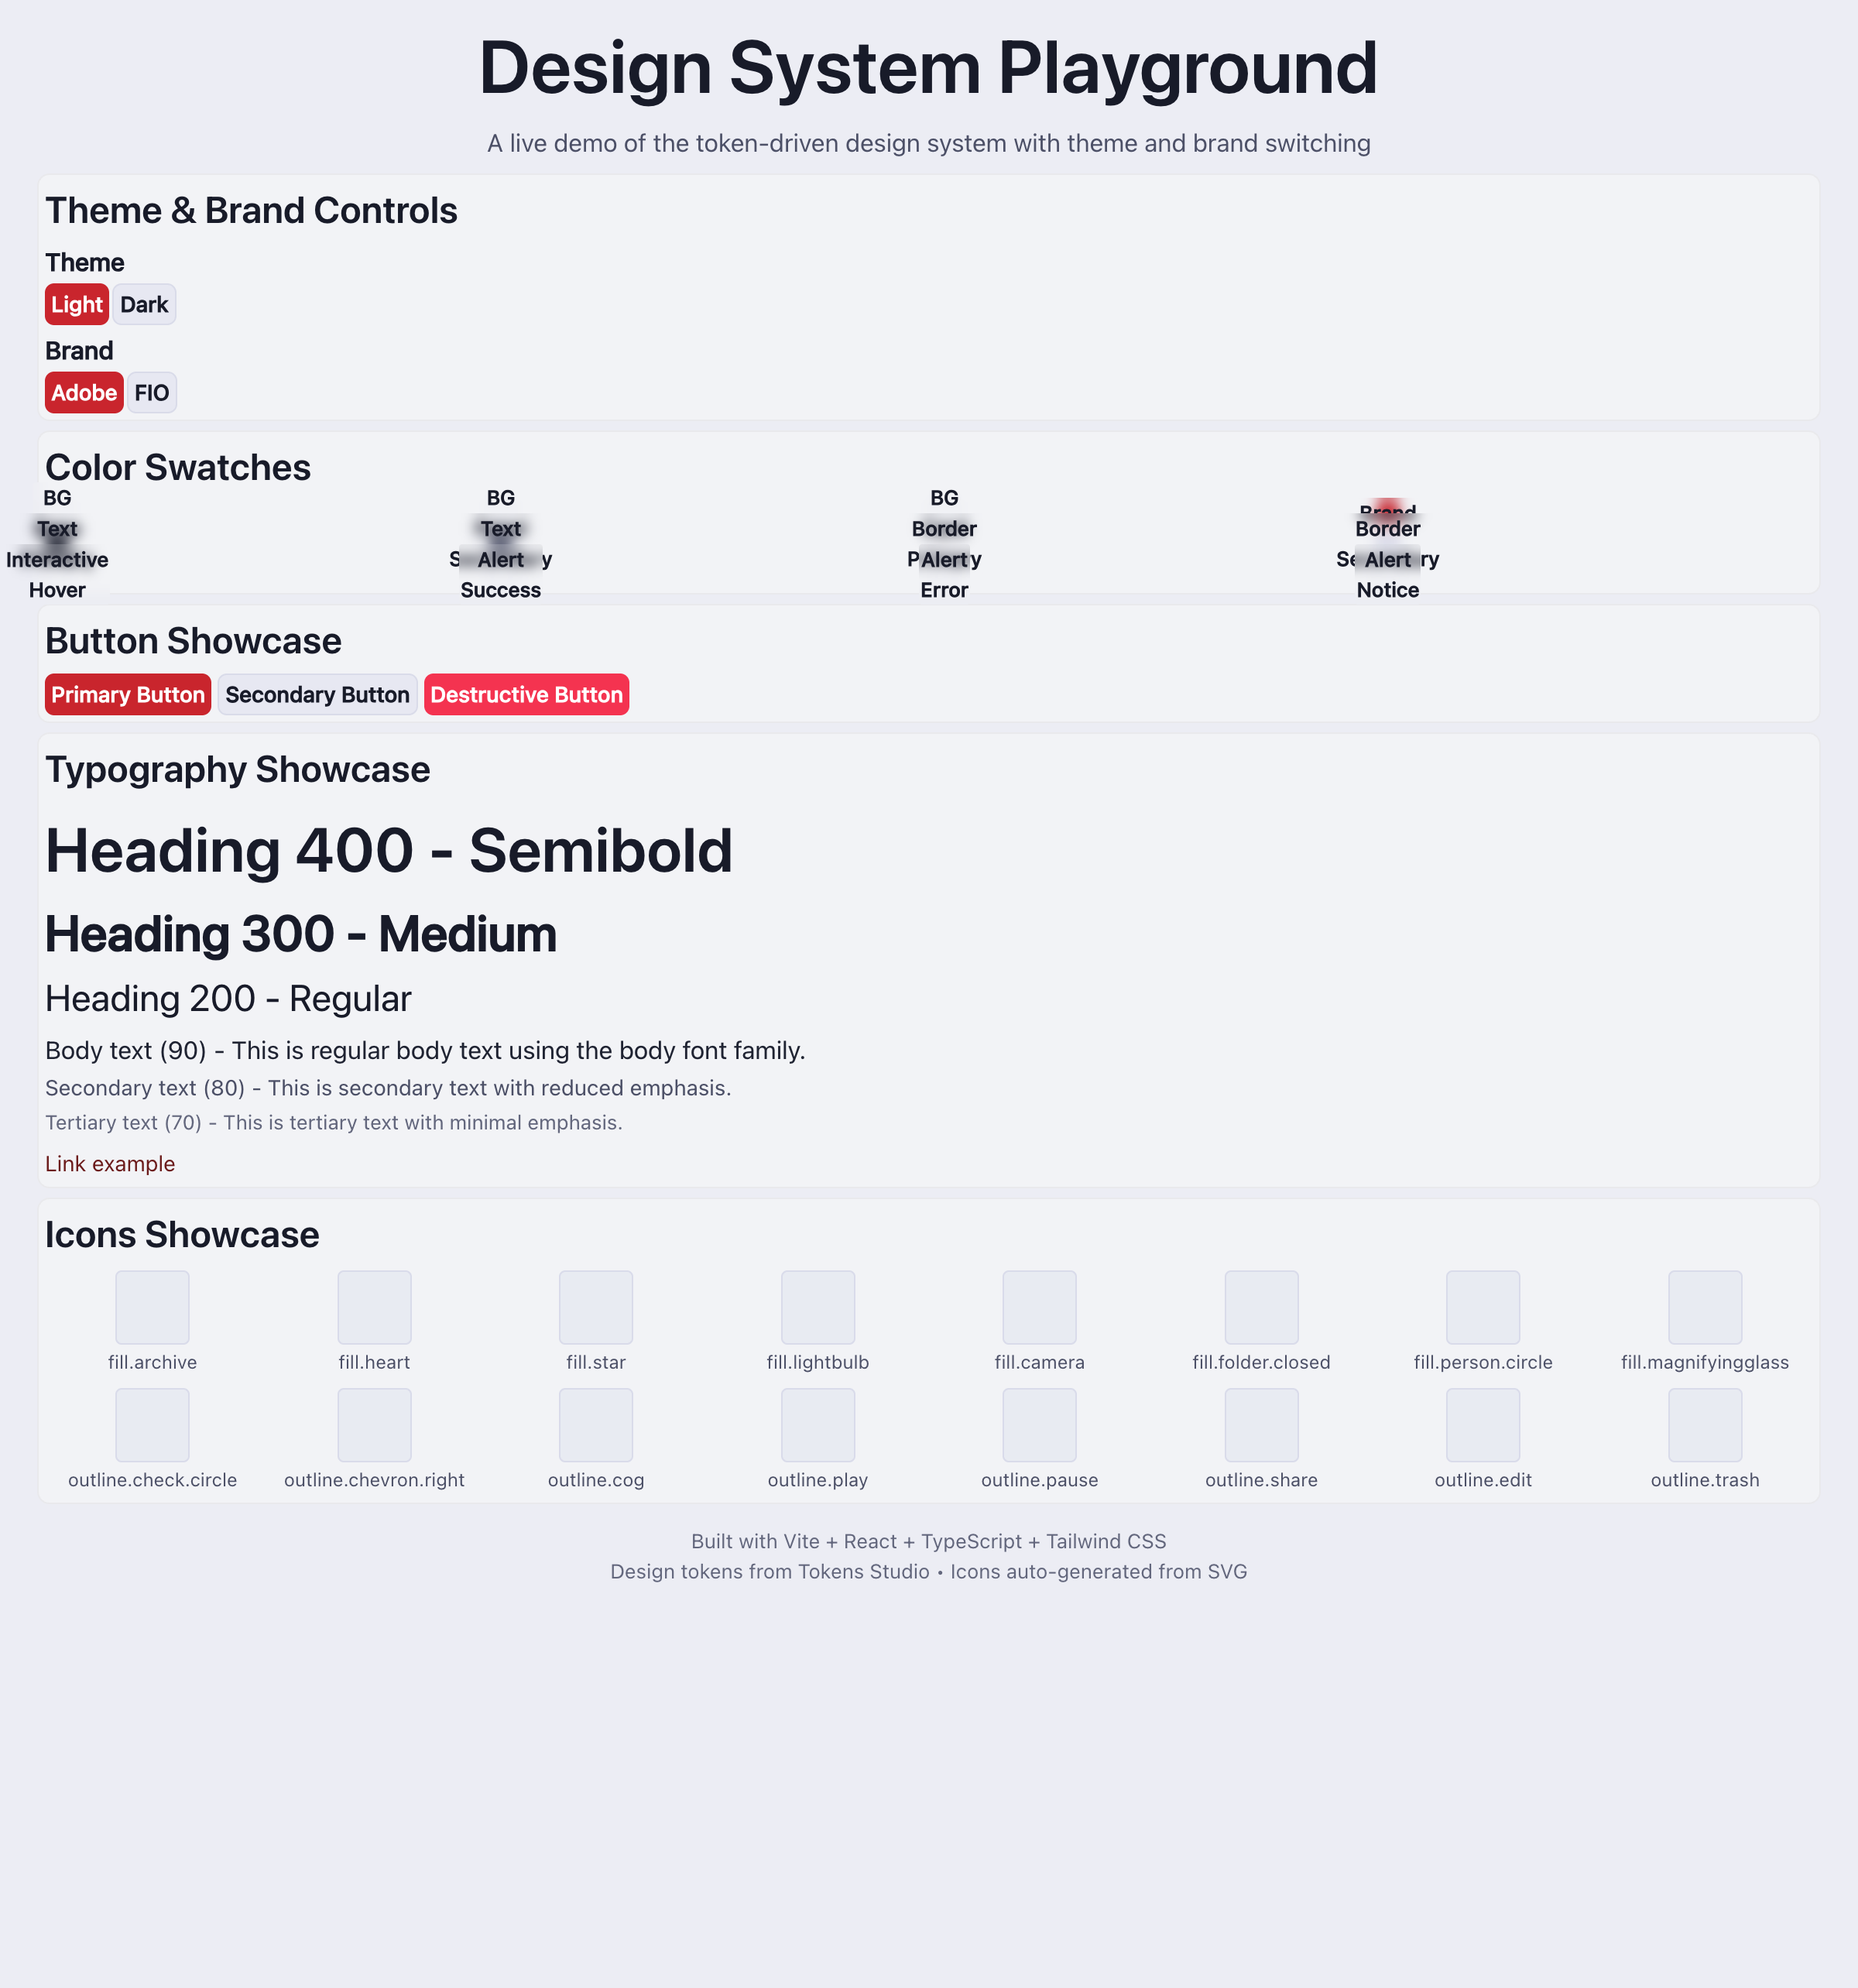 Design System Playground
A live demo of the token-driven design system with theme and brand switching
Theme & Brand Controls
Theme
Light Dark
Brand
Adobe FIO
Color Swatches
BG BG BG
Text Text Border Border
Interactive Alert Alert Alert
Hover Success Error Notice
Button Showcase
Primary Button Secondary Button Destructive Button
Typography Showcase
Heading 400 - Semibold
Heading 300 - Medium
Heading 200 - Regular
Body text (90) - This is regular body text using the body font family.
Secondary text (80) - This is secondary text with reduced emphasis.
Tertiary text (70) - This is tertiary text with minimal emphasis.
Link example
Icons Showcase
fill.archive fill.heart fill.star fill.lightbulb fill.camera fill.folder.closed fill.person.circle fill.magnifyingglass
outline.check.circle outline.chevron.right outline.cog outline.play outline.pause outline.share outline.edit outline.trash
Built with Vite + React + TypeScript + Tailwind CSS
Design tokens from Tokens Studio • Icons auto-generated from SVG